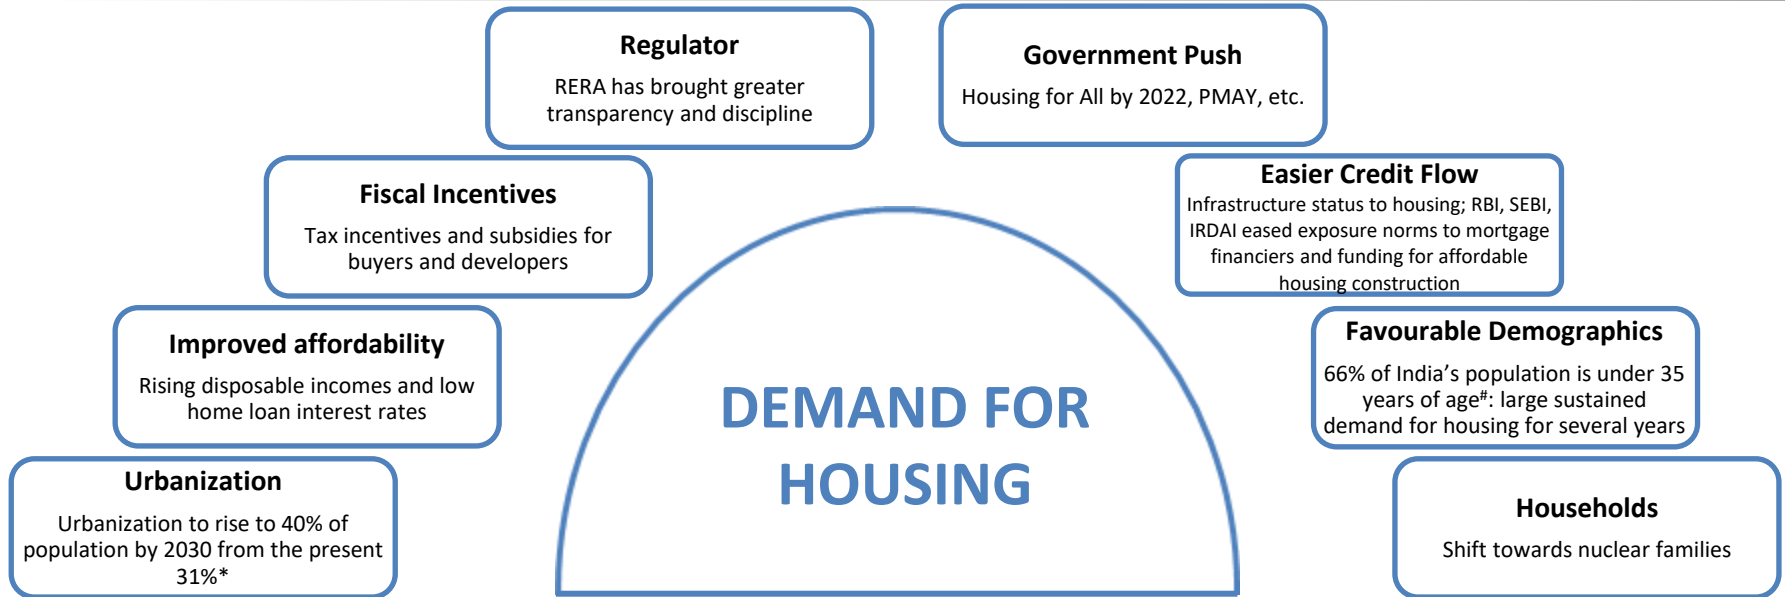 Regulator
RERA has brought greater
transparency and discipline
Government Push
Housing for All by 2022, PMAY, etc.
Fiscal Incentives
Tax incentives and subsidies for
buyers and developers
Easier Credit Flow
Infrastructure status to housing; RBI, SEBI,
IRDAI eased exposure norms to mortgage
financiers and funding for affordable
housing construction
Improved affordability
Rising disposable incomes and low
home loan interest rates
Favourable Demographics
66% of India’s population is under 35
years of age#: large sustained
demand for housing for several years
DEMAND FOR
HOUSING
Urbanization
Urbanization to rise to 40% of
population by 2030 from the present
31%*
Households
Shift towards nuclear families